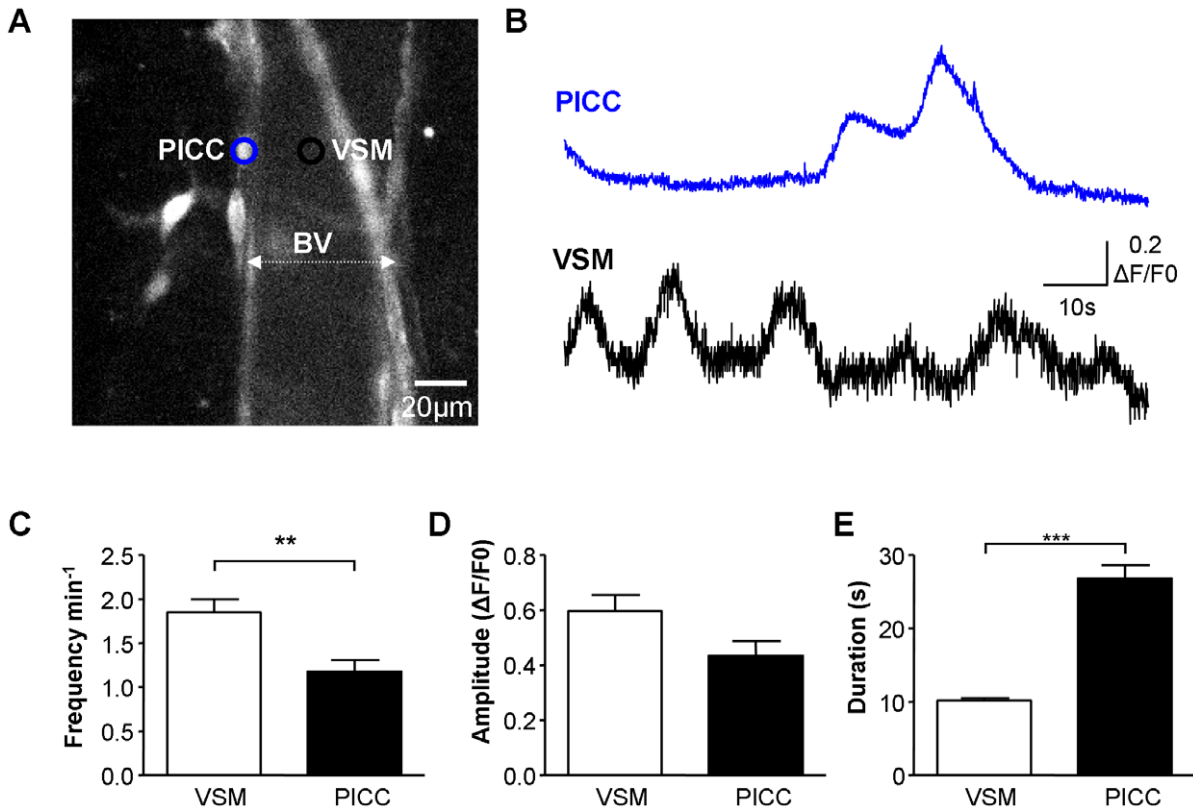 A
PICC
VSM
BV
20µm
B
PICC
VSM
0.2
ΔF/F0
10s
C
**
Frequency min⁻¹
2.5
2.0
1.5
1.0
0.5
0.0
VSM PICC
D
Amplitude (ΔF/F0)
0.8
0.6
0.4
0.2
0.0
VSM PICC
E
***
Duration (s)
30
20
10
0
VSM PICC